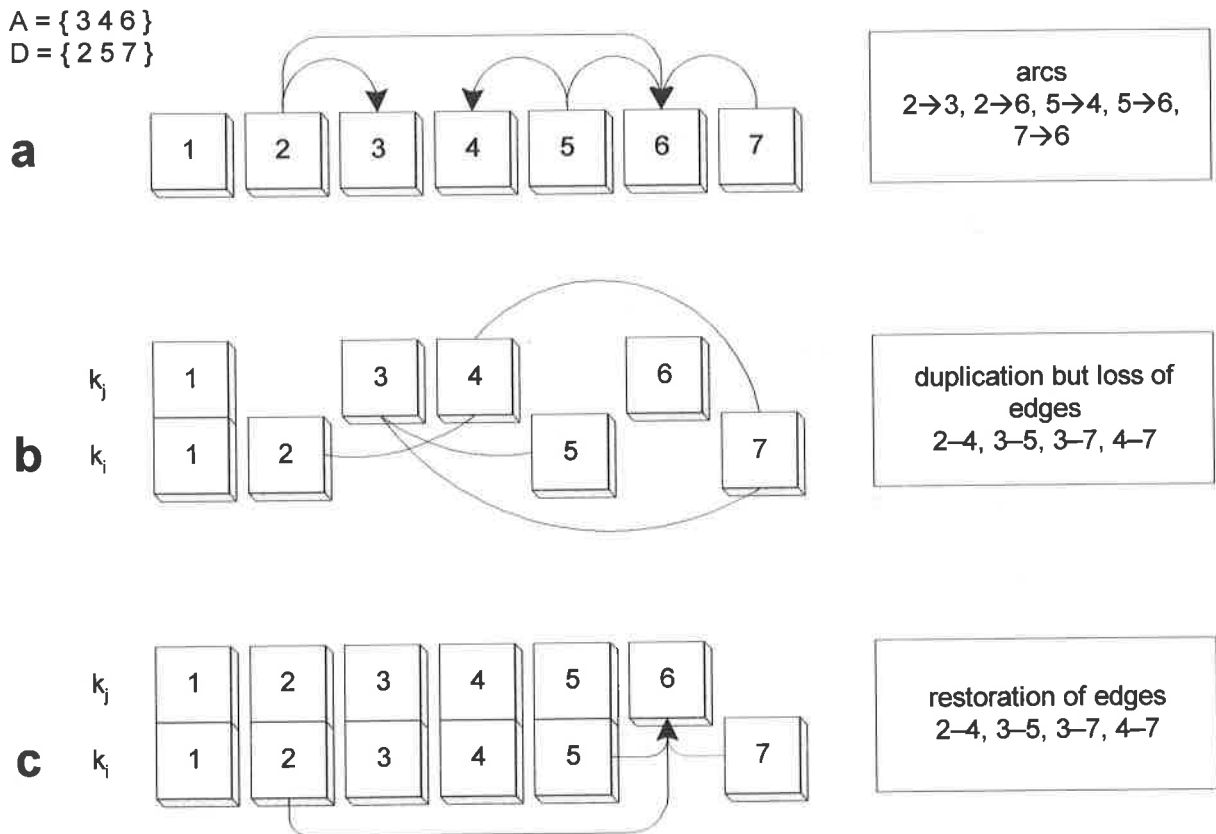 A = { 3 4 6 }
D = { 2 5 7 }
a
1 2 3 4 5 6 7
arcs
2→3, 2→6, 5→4, 5→6,
7→6
b
kj
1 3 4 6
ki
1 2 5 7
duplication but loss of
edges
2–4, 3–5, 3–7, 4–7
c
kj
1 2 3 4 5 6
ki
1 2 3 4 5 7
restoration of edges
2–4, 3–5, 3–7, 4–7